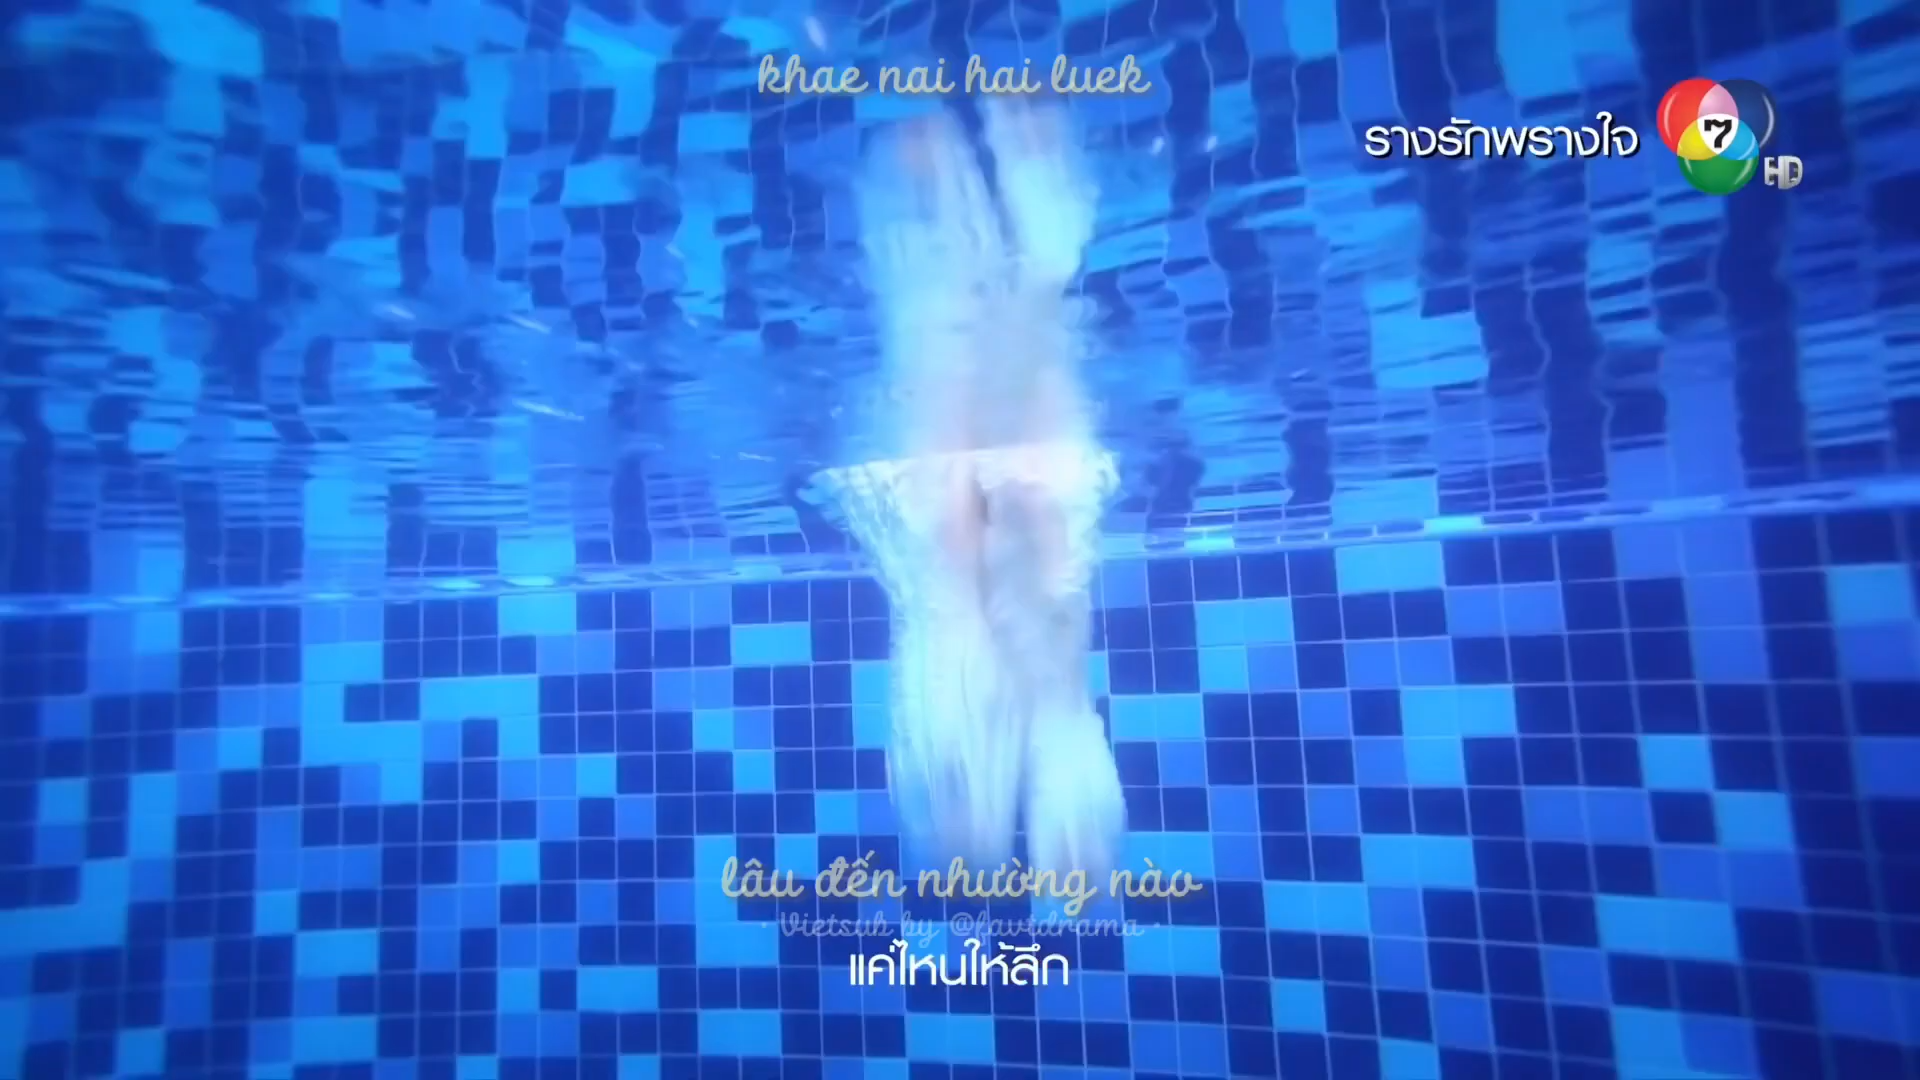 khae nai hai luek
รางรักพรางใจ
7
HD
lâu đến nhường nào
· Vietsub by @favtdrama ·
แค่ไหนให้ลึก